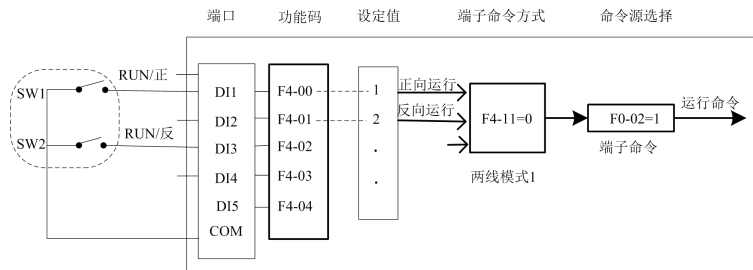 端口 功能码 设定值 端子命令方式 命令源选择
RUN/正
SW1 DI1 F4-00 1 正向运行 运行命令
RUN/反 DI2 F4-01 2 反向运行 F4-11=0 F0-02=1
SW2 DI3 F4-02 . 端子命令
DI4 F4-03 . 两线模式1
DI5 F4-04
COM